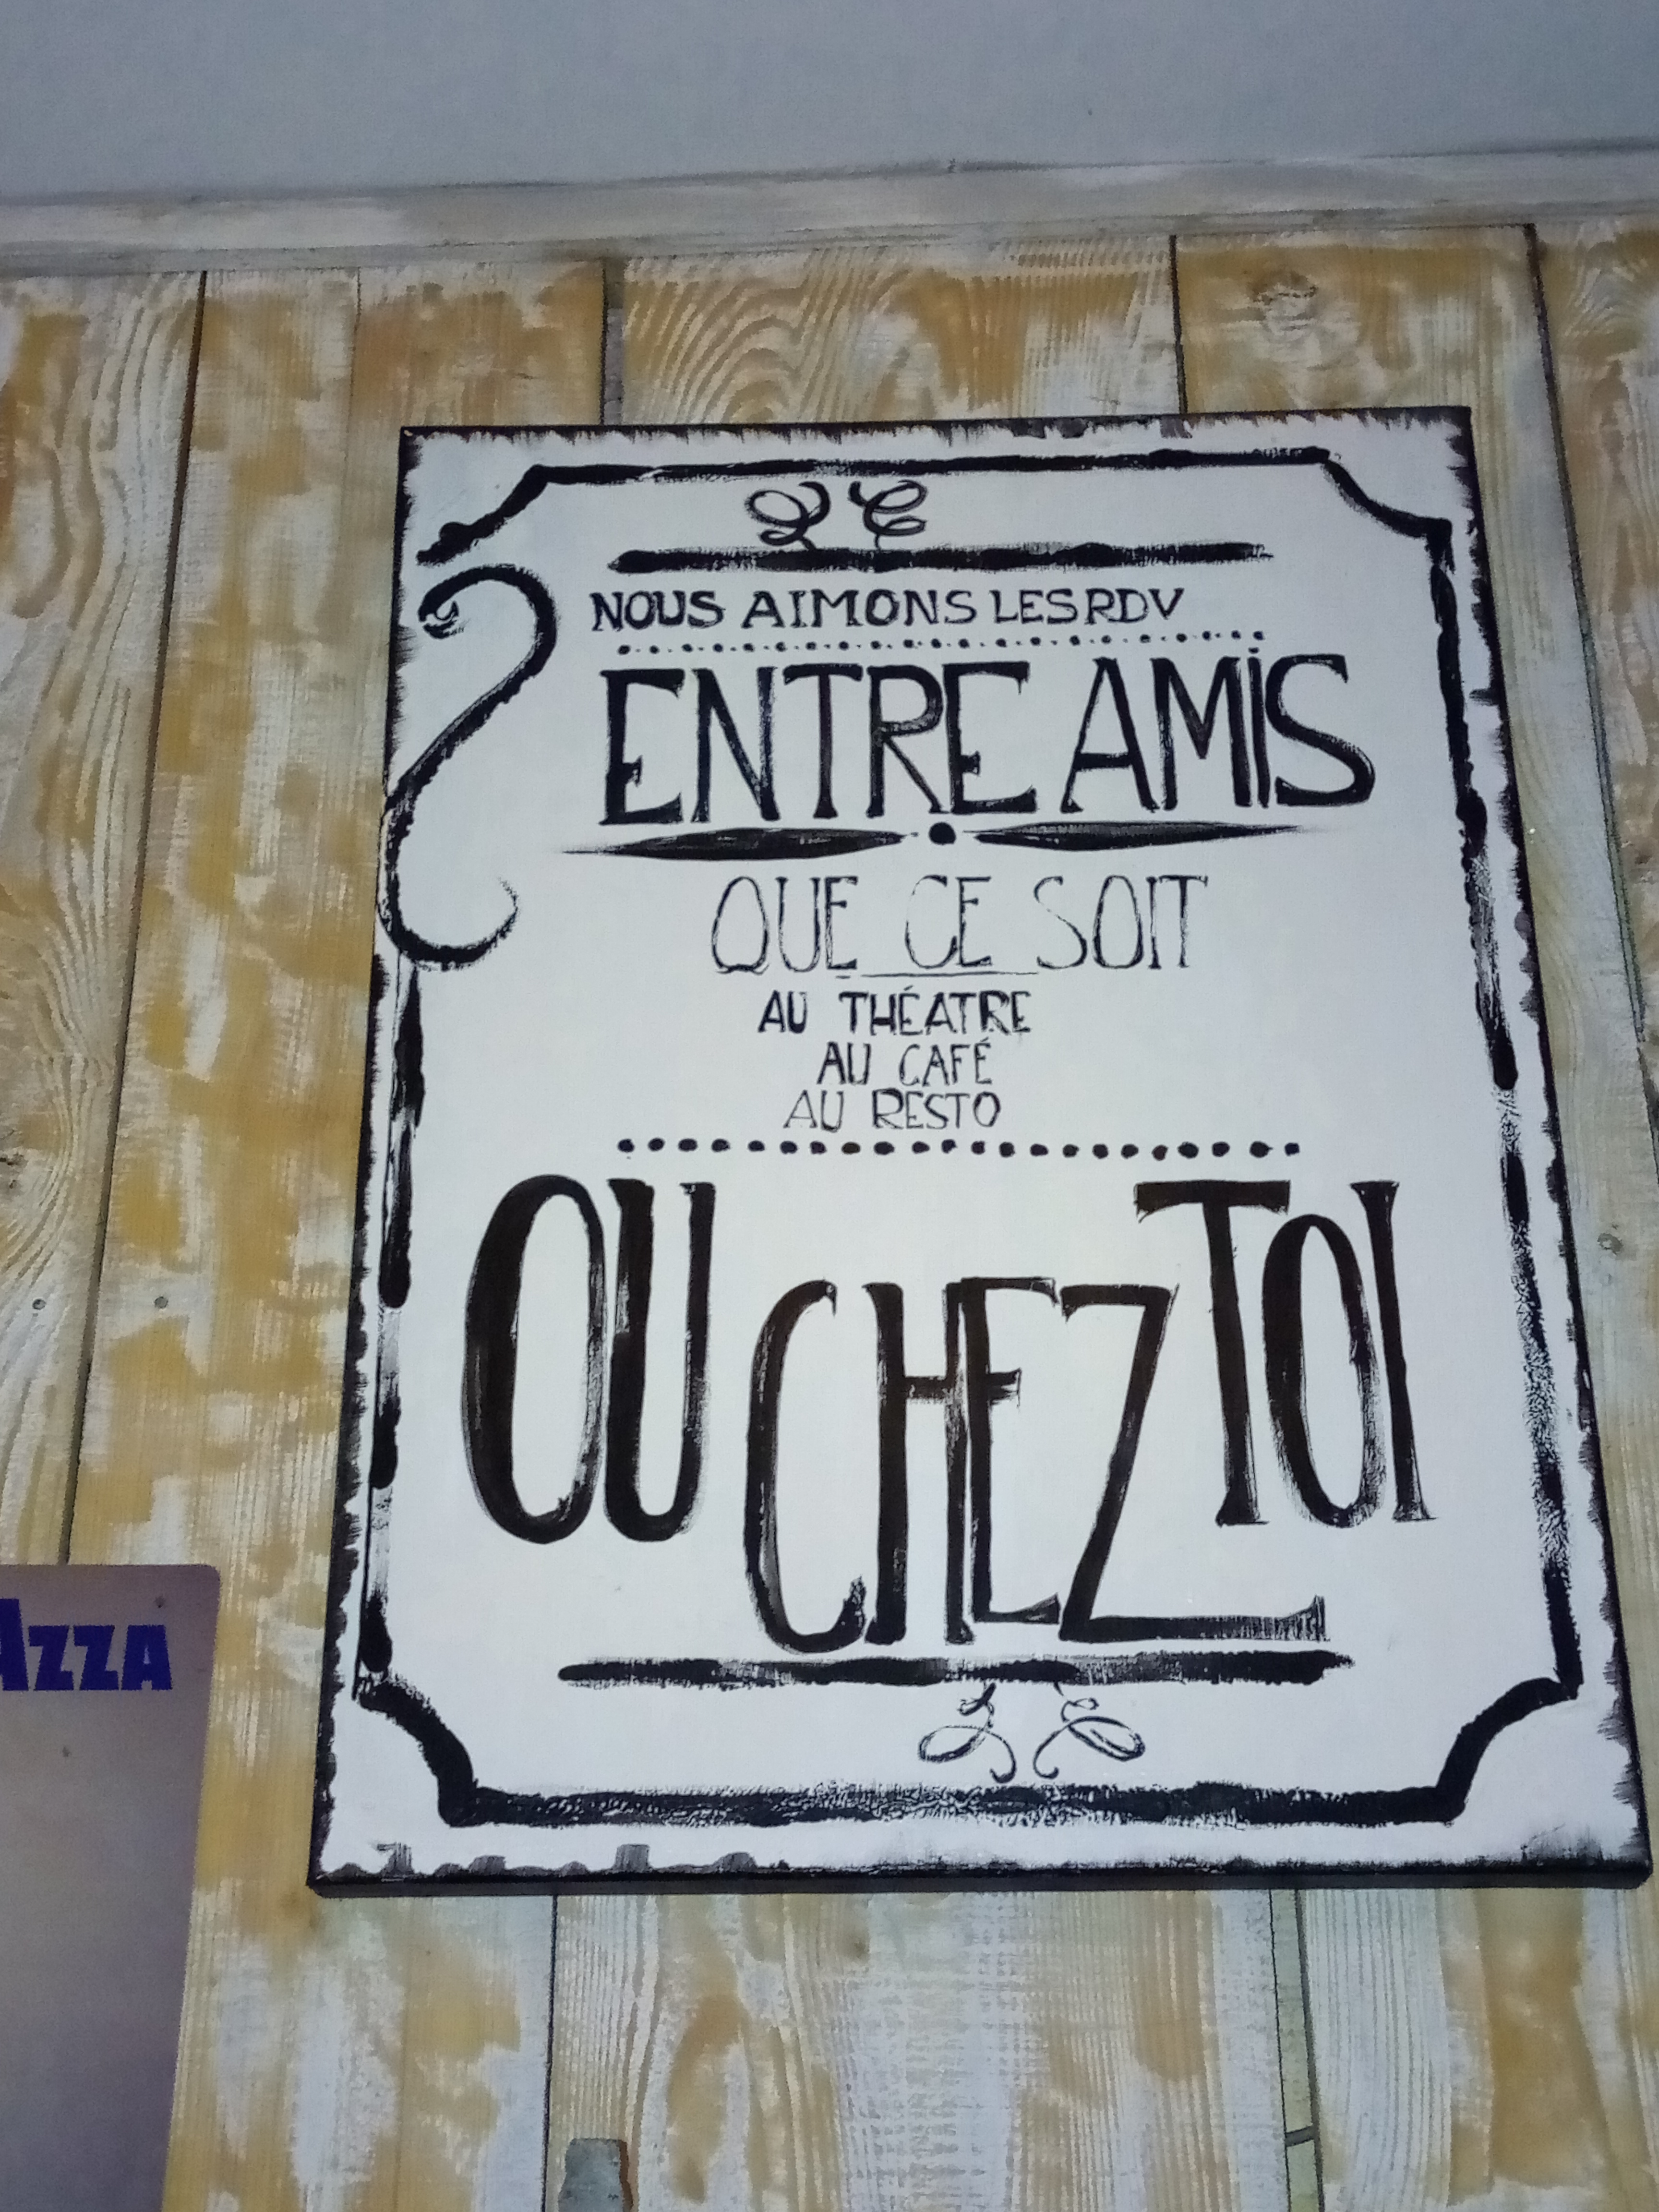 NOUS AIMONS LES RDV
ENTRE AMIS
QUE CE SOIT
AU THÉATRE
AU CAFÉ
AU RESTO
OU CHEZ TOI
AZZA